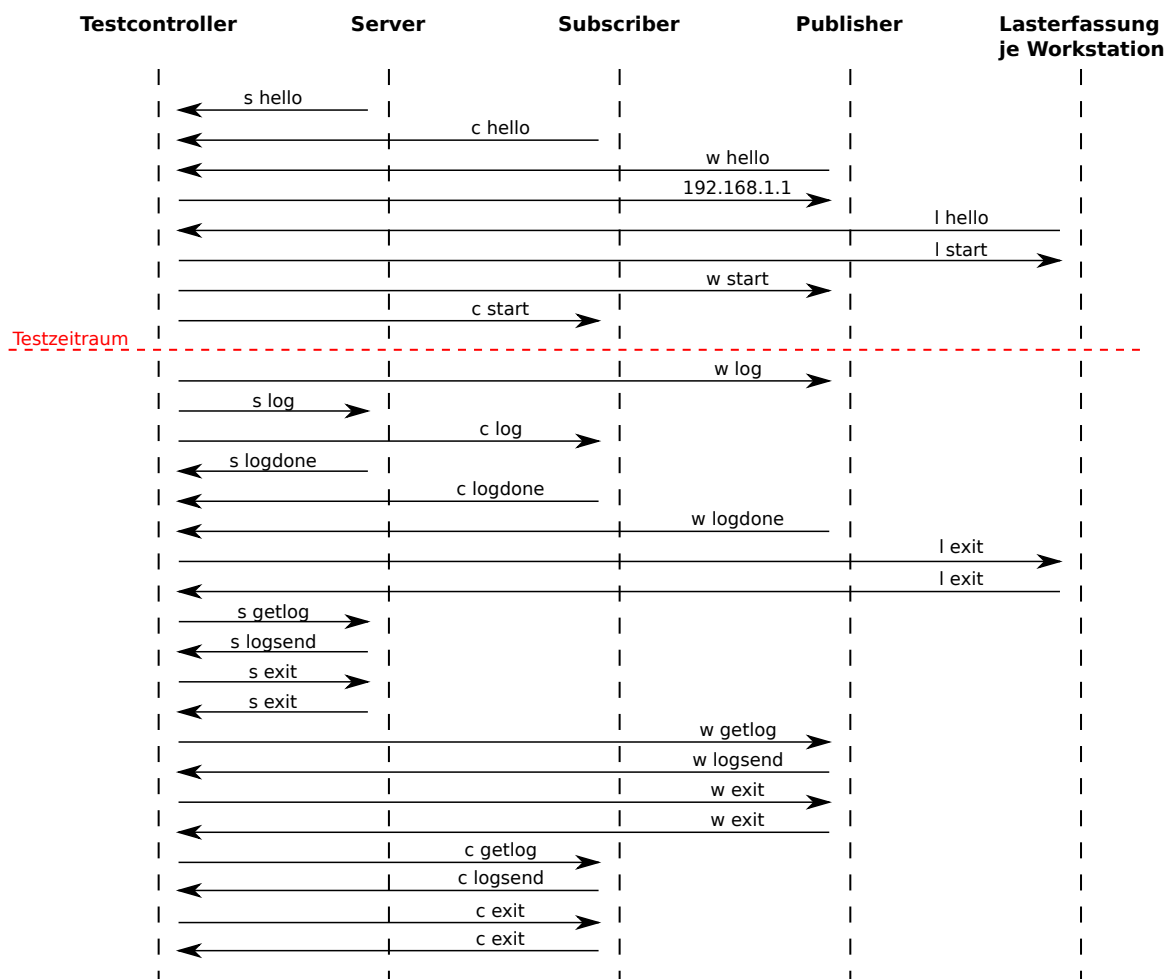 Testcontroller Server Subscriber Publisher Lasterfassung
je Workstation
s hello
c hello
w hello
192.168.1.1
l hello
l start
w start
c start
Testzeitraum
w log
s log
c log
s logdone
c logdone
w logdone
l exit
l exit
s getlog
s logsend
s exit
s exit
w getlog
w logsend
w exit
w exit
c getlog
c logsend
c exit
c exit